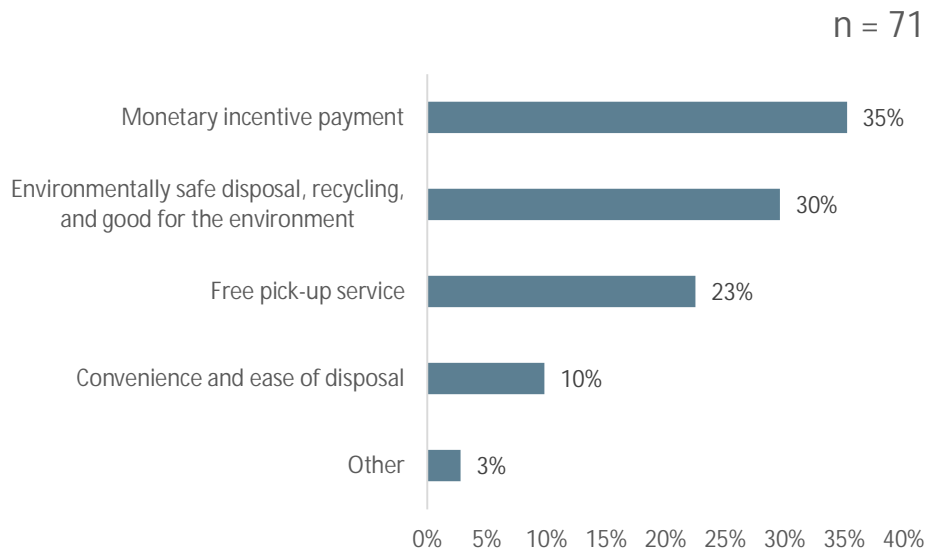 n = 71
Monetary incentive payment
35%
Environmentally safe disposal, recycling,
and good for the environment
30%
Free pick-up service
23%
Convenience and ease of disposal
10%
Other
3%
0% 5% 10% 15% 20% 25% 30% 35% 40%